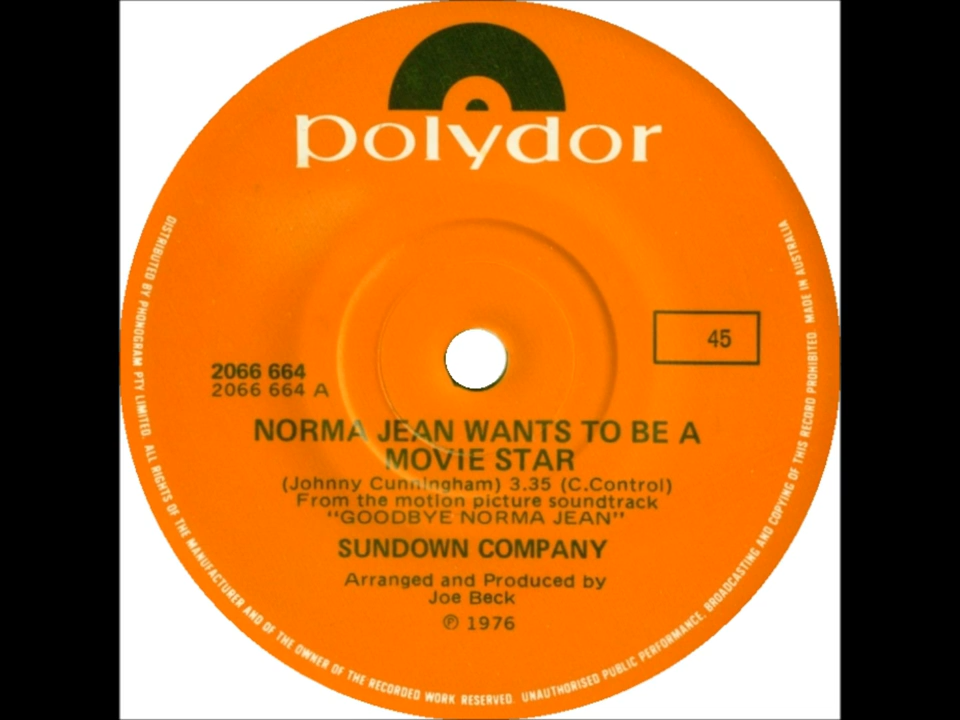 polydor
45
2066 664
2066 664 A
NORMA JEAN WANTS TO BE A
MOVIE STAR
(Johnny Cunningham) 3.35 (C.Control)
From the motion picture soundtrack
"GOODBYE NORMA JEAN"
SUNDOWN COMPANY
Arranged and Produced by
Joe Beck
℗ 1976
DISTRIBUTED BY PHONOGRAM PTY LIMITED. ALL RIGHTS OF THE MANUFACTURER AND OF THE OWNER OF THE RECORDED WORK RESERVED. UNAUTHORISED PUBLIC PERFORMANCE, BROADCASTING AND COPYING OF THIS RECORD PROHIBITED. MADE IN AUSTRALIA